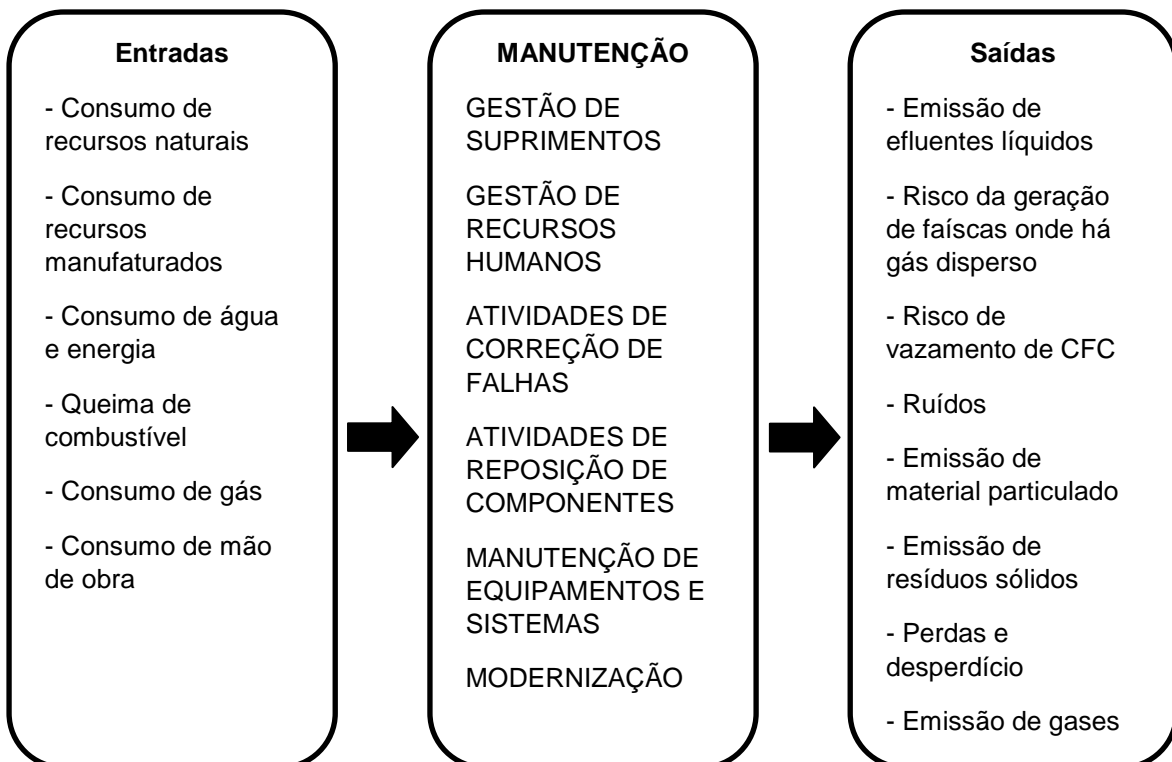 Entradas
- Consumo de
recursos naturais
- Consumo de
recursos
manufaturados
- Consumo de água
e energia
- Queima de
combustível
- Consumo de gás
- Consumo de mão
de obra
MANUTENÇÃO
GESTÃO DE
SUPRIMENTOS
GESTÃO DE
RECURSOS
HUMANOS
ATIVIDADES DE
CORREÇÃO DE
FALHAS
ATIVIDADES DE
REPOSIÇÃO DE
COMPONENTES
MANUTENÇÃO DE
EQUIPAMENTOS E
SISTEMAS
MODERNIZAÇÃO
Saídas
- Emissão de
efluentes líquidos
- Risco da geração
de faíscas onde há
gás disperso
- Risco de
vazamento de CFC
- Ruídos
- Emissão de
material particulado
- Emissão de
resíduos sólidos
- Perdas e
desperdício
- Emissão de gases